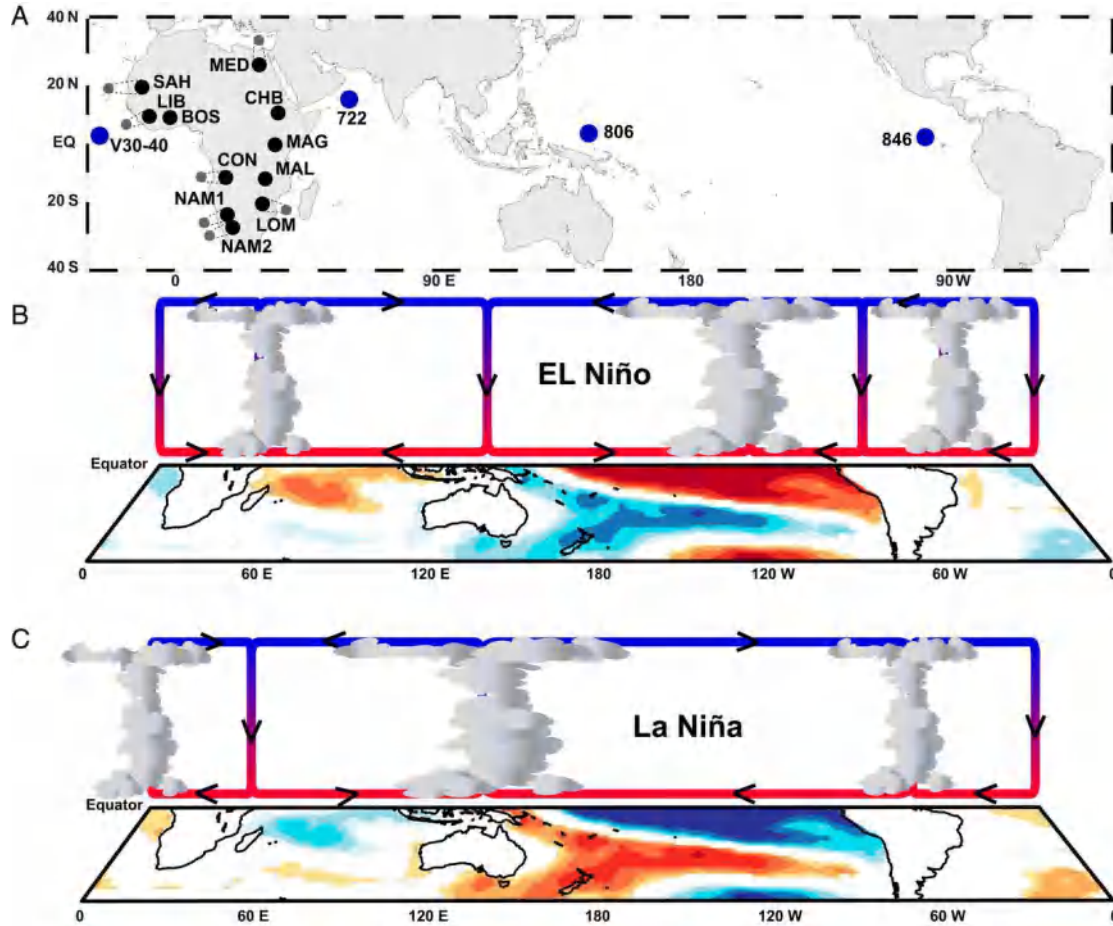 A
40 N
20 N
EQ
20 S
40 S
MED
SAH
LIB
BOS
CHB
722
V30-40
MAG
806
846
CON
MAL
NAM1
LOM
NAM2
0
90 E
180
90W
B
EL Niño
Equator
0
60 E
120 E
180
120 W
60 W
0
C
La Niña
Equator
0
60 E
120 E
180
120 W
60 W
0